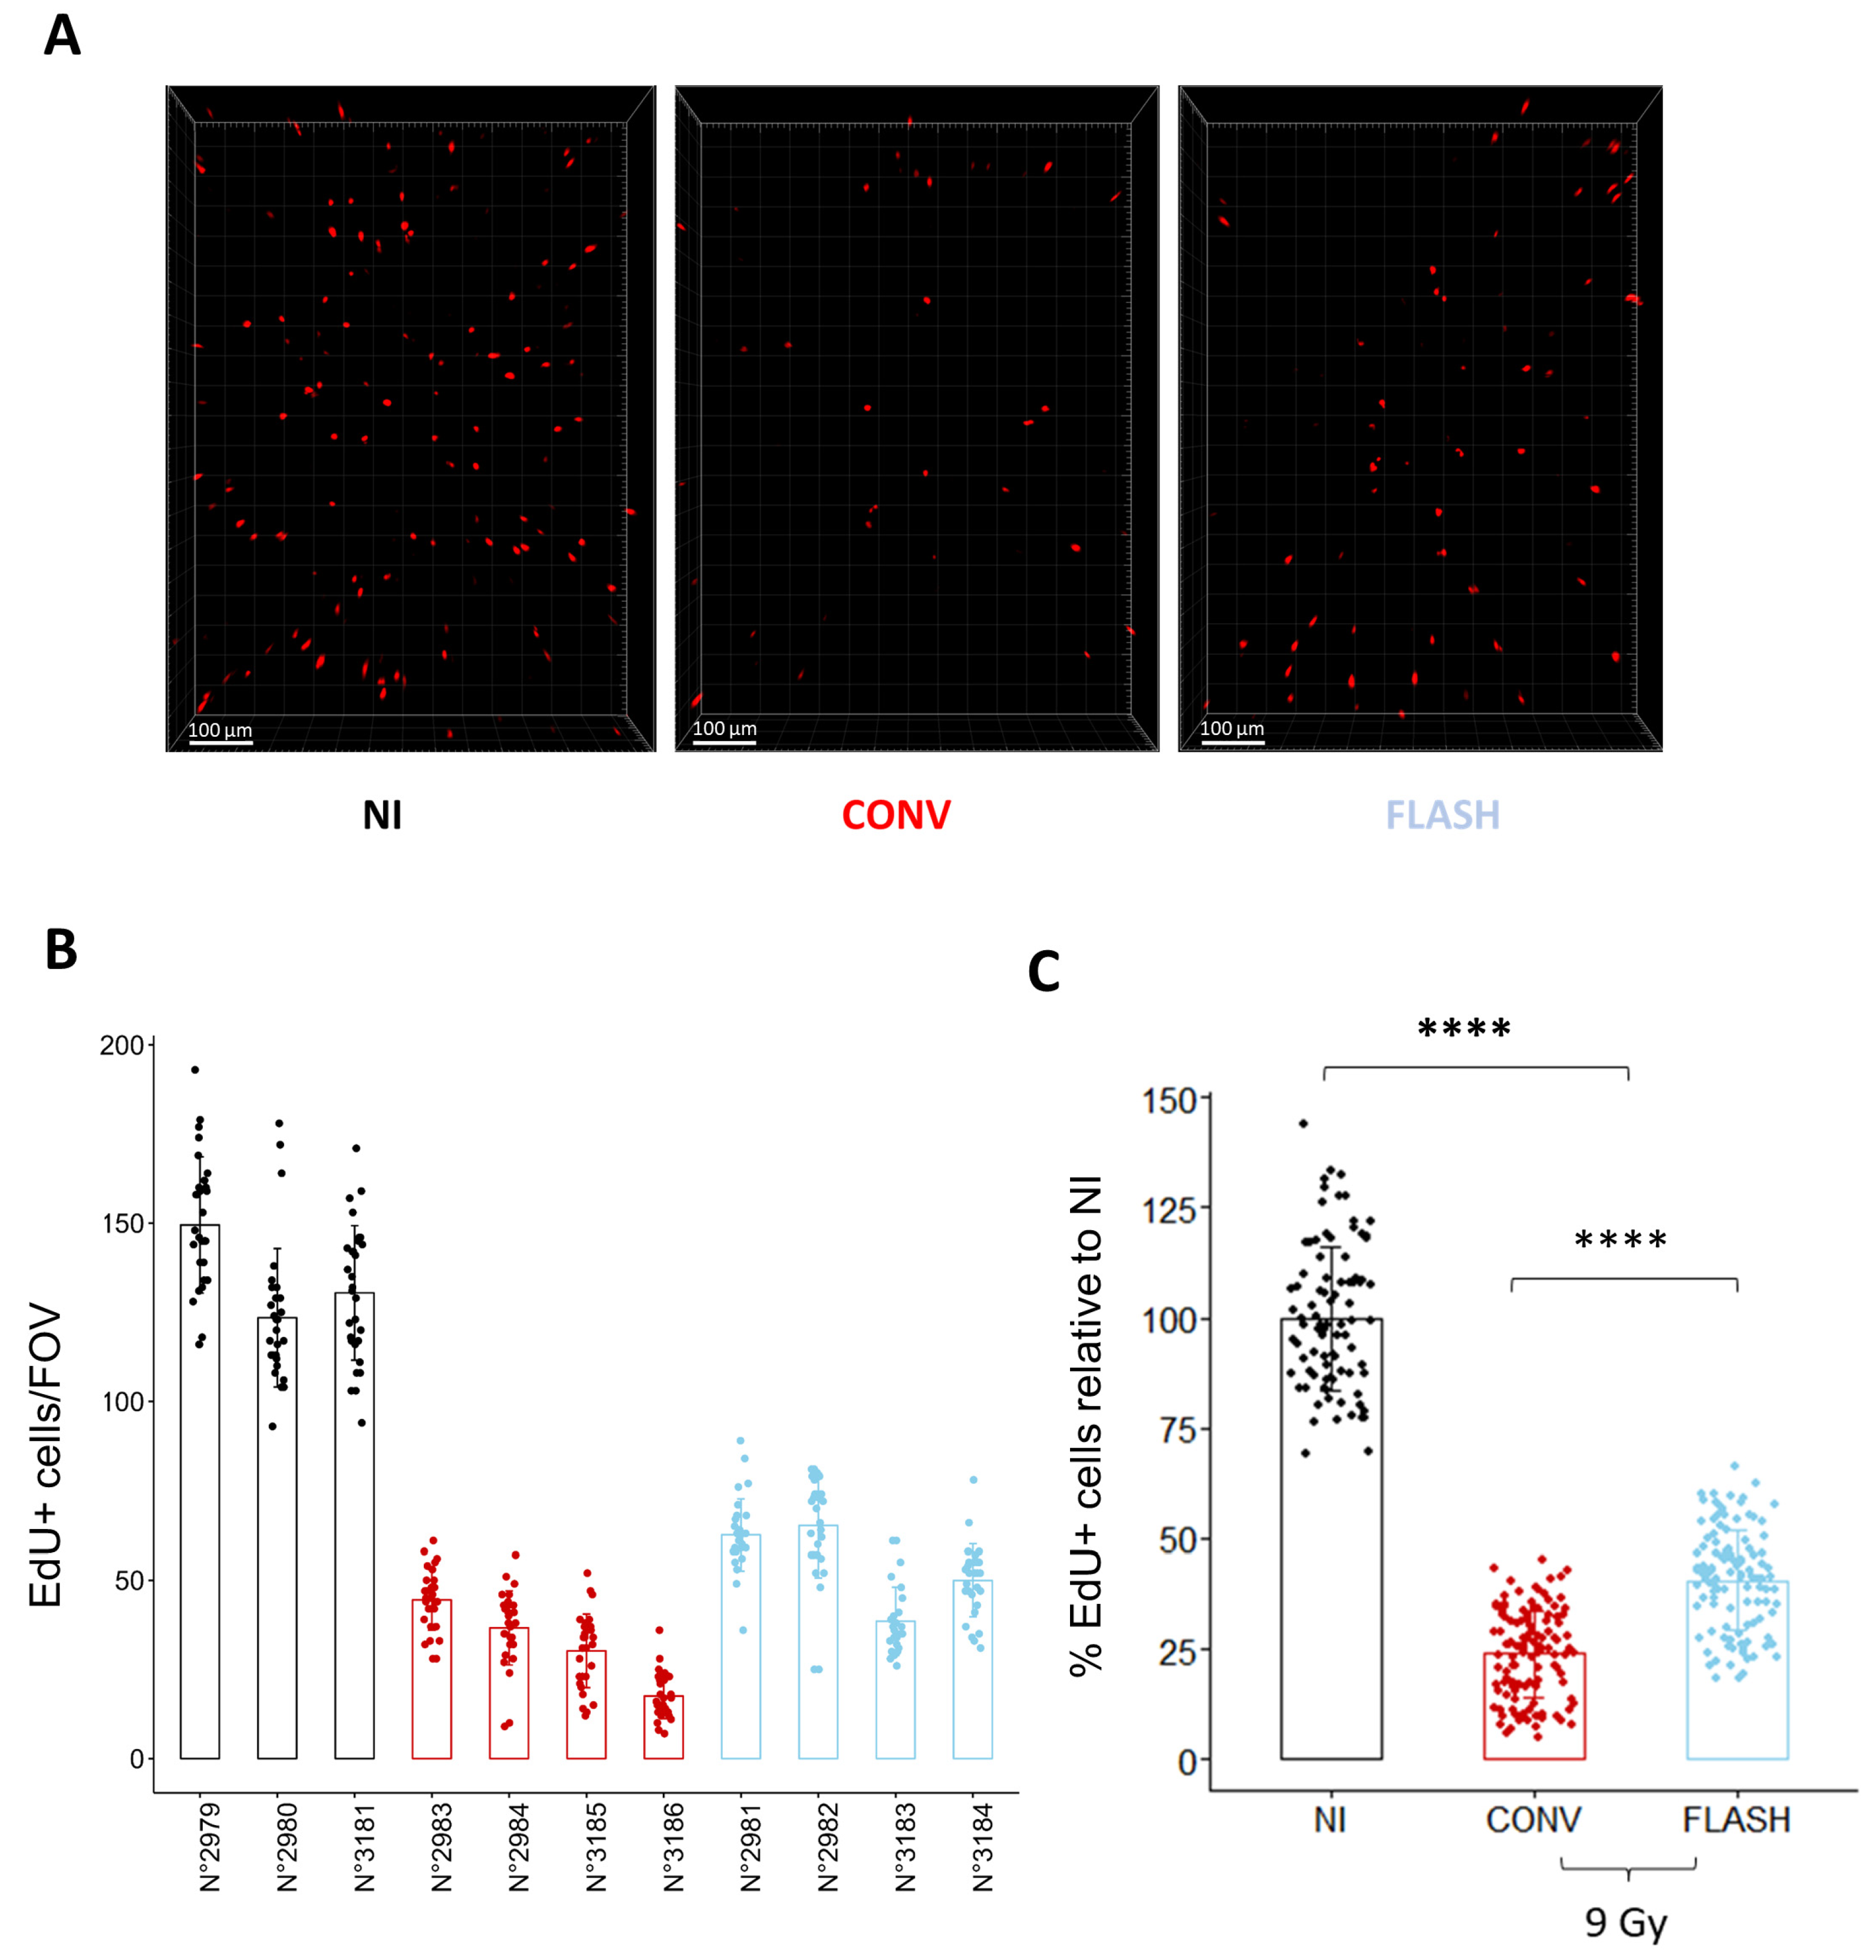 A
100 µm
100 µm
100 µm
NI
CONV
FLASH
B
C
EdU+ cells/FOV
200
150
100
50
0
N°2979
N°2980
N°3181
N°2983
N°2984
N°3185
N°3186
N°2981
N°2982
N°3183
N°3184
****
****
% EdU+ cells relative to NI
150
125
100
75
50
25
0
NI
CONV
FLASH
9 Gy